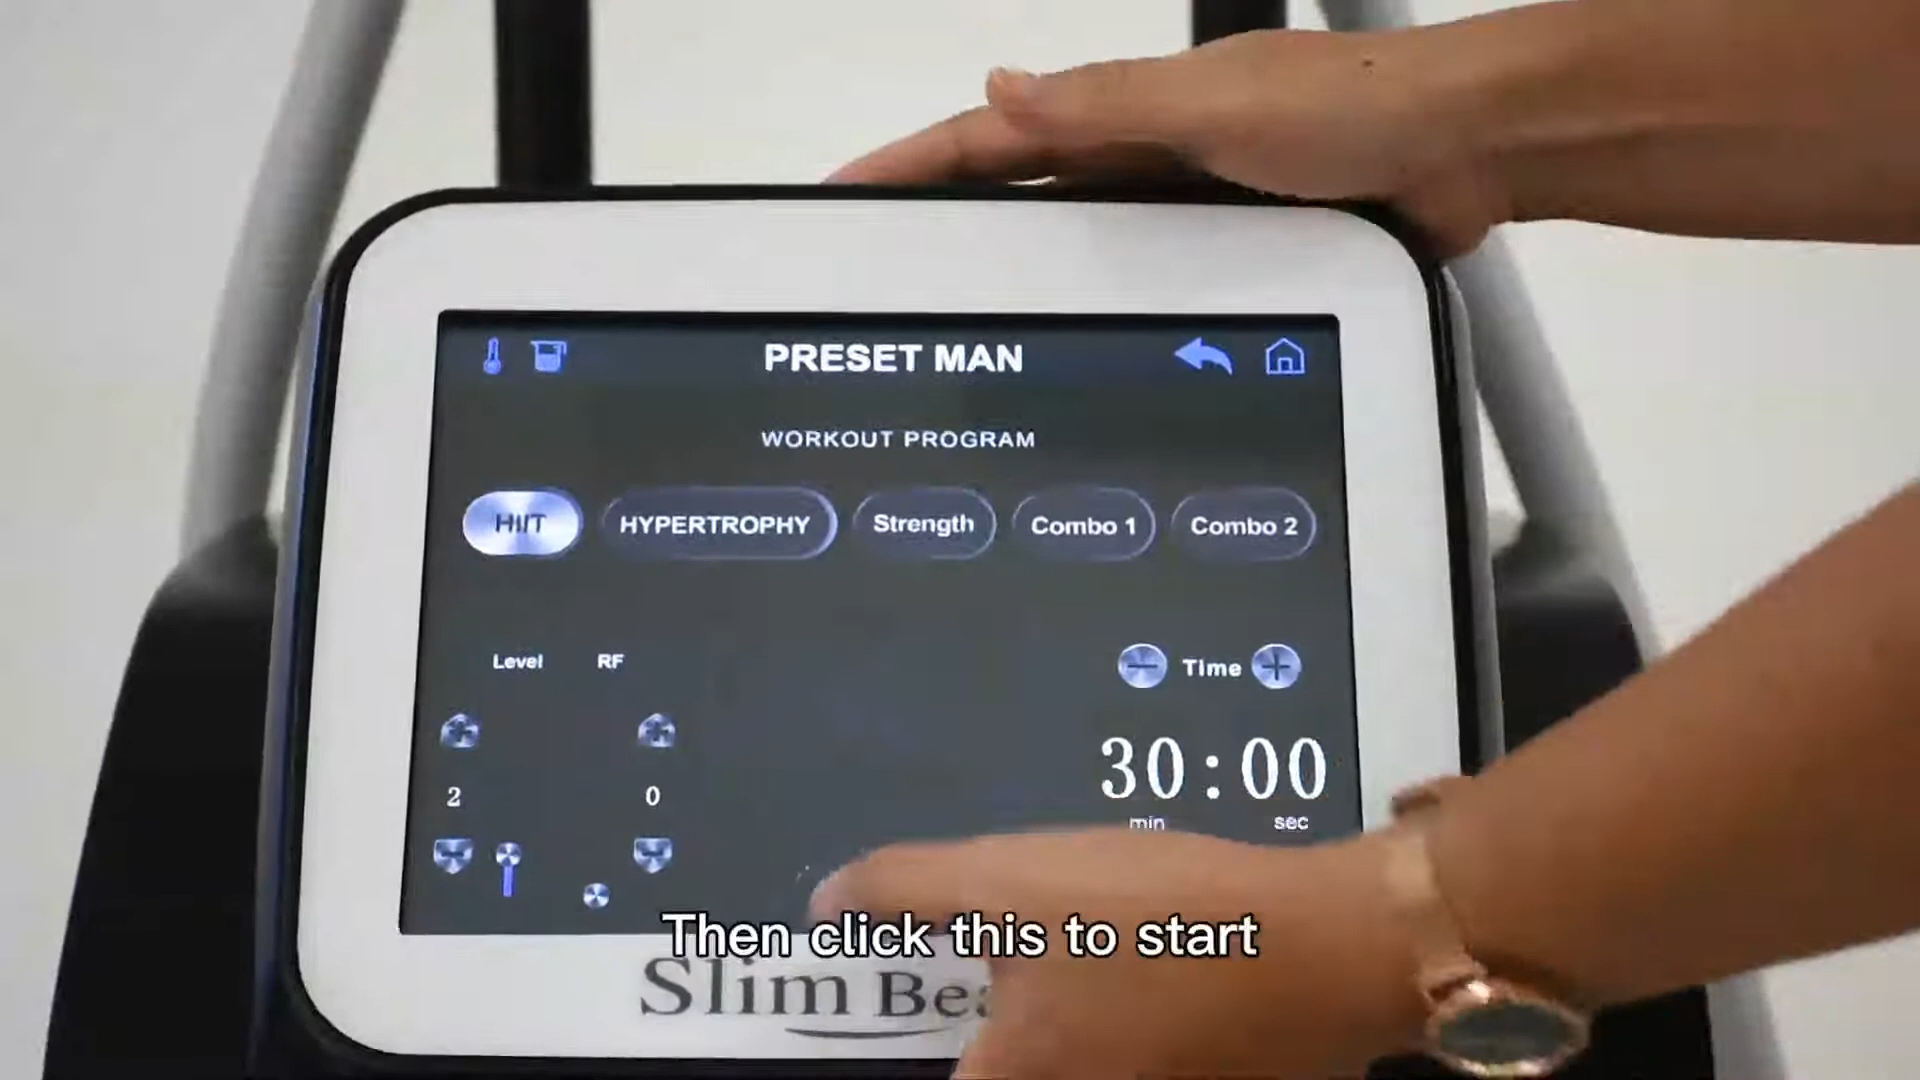 PRESET MAN
WORKOUT PROGRAM
HIIT HYPERTROPHY Strength Combo 1 Combo 2
Level RF Time
30:00
2 0
min sec
Then click this to start
Slim